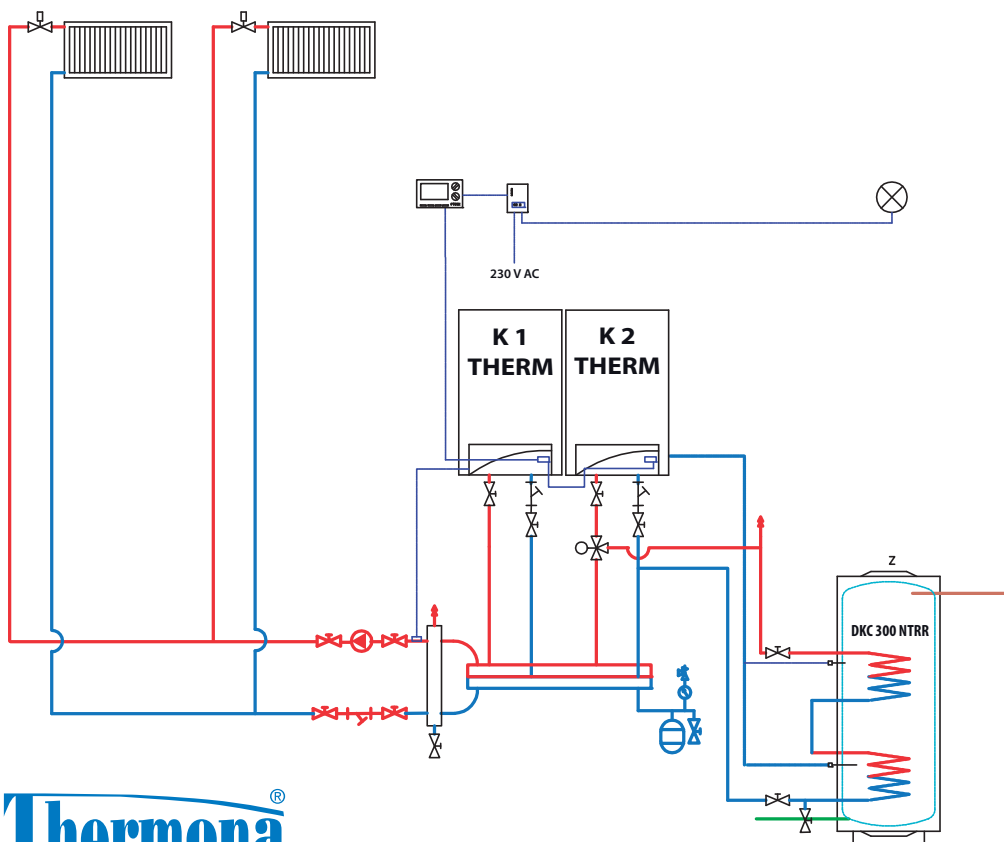 230 V AC
K 1
THERM
K 2
THERM
Z
DKC 300 NTRR
Thermona
®